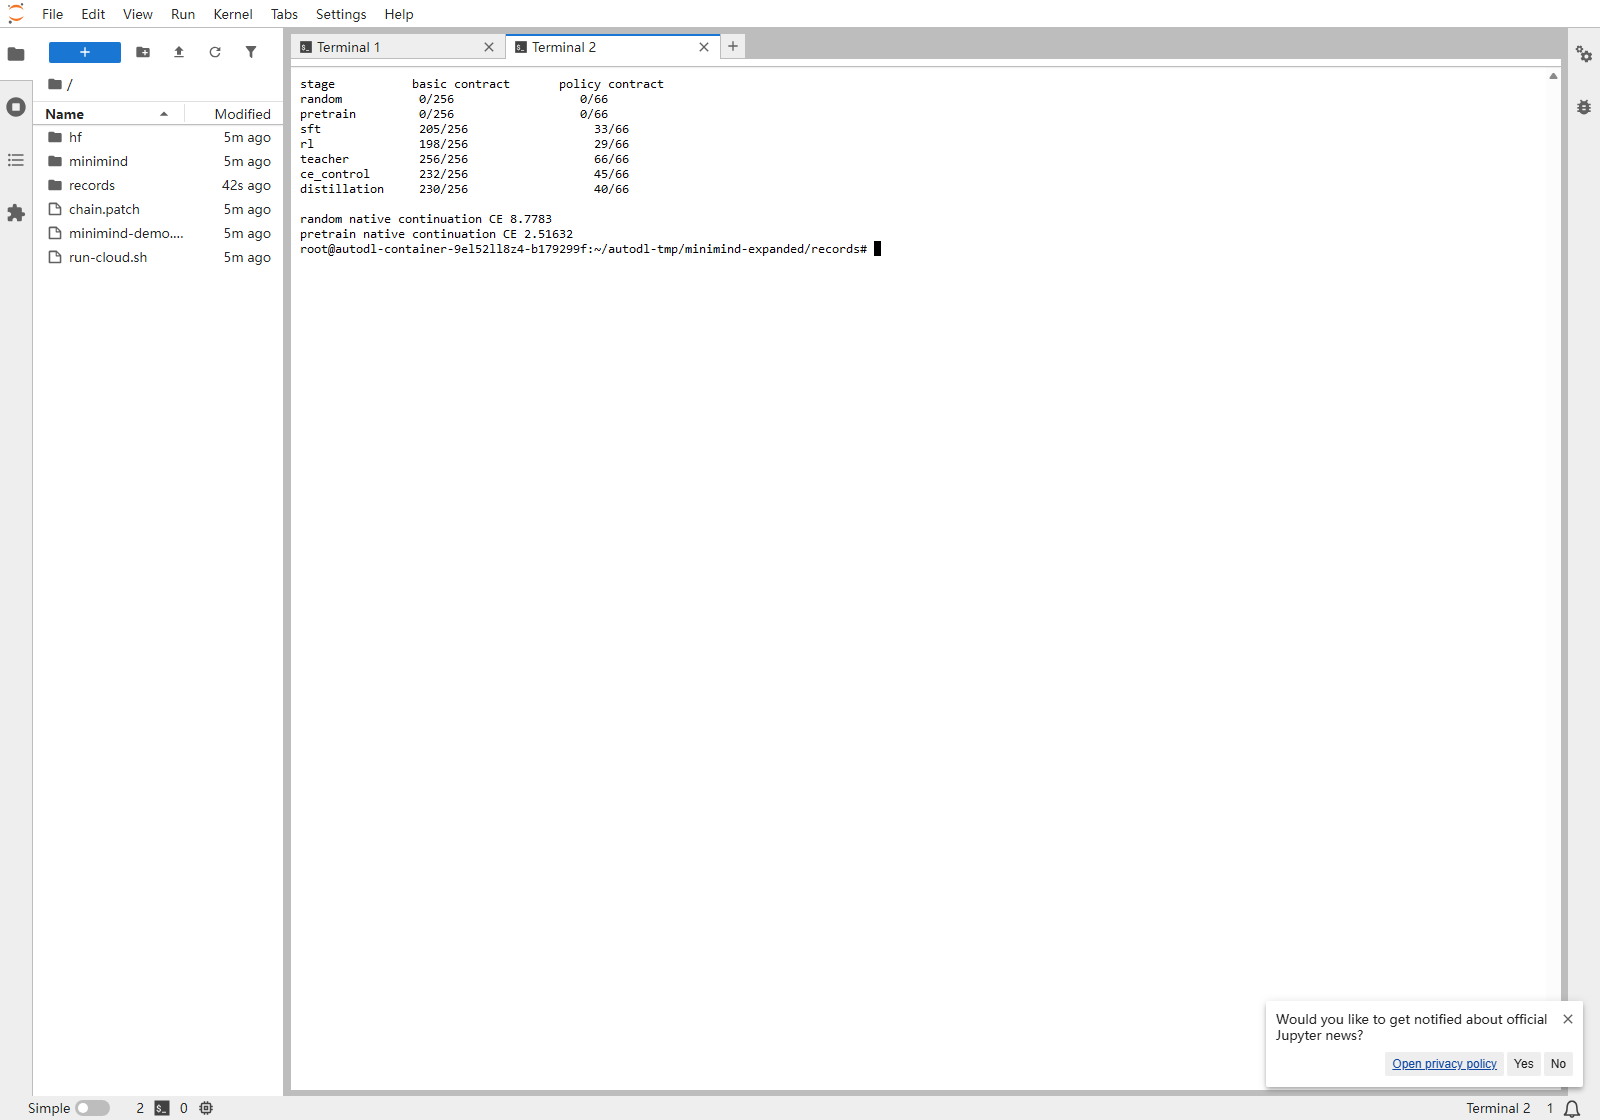 File Edit View Run Kernel Tabs Settings Help
Terminal 1
Terminal 2
/
Name Modified
hf 5m ago
minimind 5m ago
records 42s ago
chain.patch 5m ago
minimind-demo.... 5m ago
run-cloud.sh 5m ago
stage basic contract policy contract
random 0/256 0/66
pretrain 0/256 0/66
sft 205/256 33/66
rl 198/256 29/66
teacher 256/256 66/66
ce_control 232/256 45/66
distillation 230/256 40/66
random native continuation CE 8.7783
pretrain native continuation CE 2.51632
root@autodl-container-9el52ll8z4-b179299f:~/autodl-tmp/minimind-expanded/records#
Would you like to get notified about official
Jupyter news?
Open privacy policy Yes No
Simple 2 0 Terminal 2 1